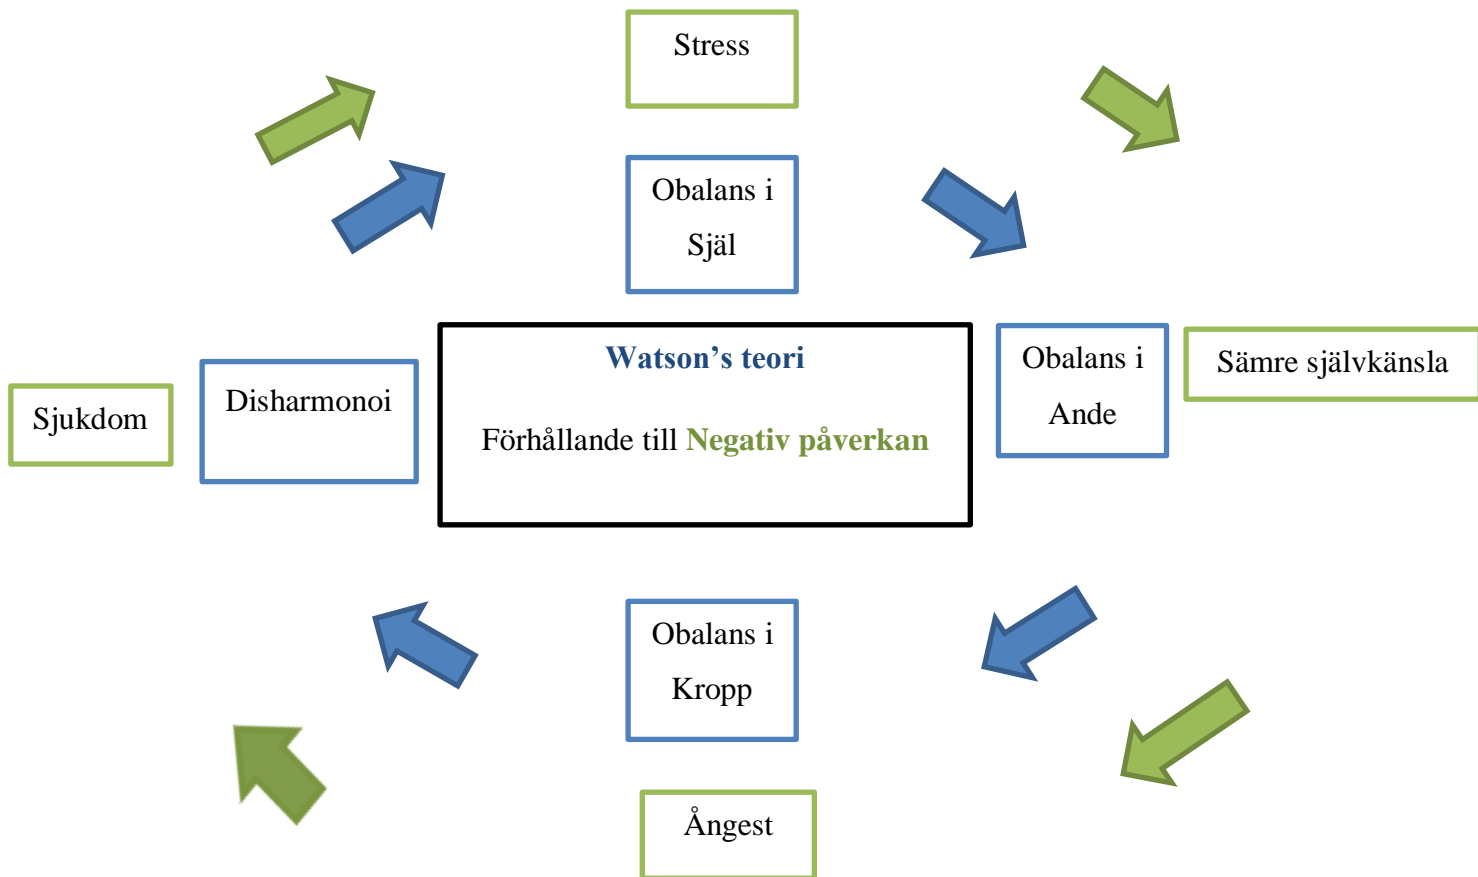 Stress
Obalans i
Själ
Watson’s teori
Förhållande till Negativ påverkan
Obalans i
Ande
Sämre självkänsla
Disharmonoi
Sjukdom
Obalans i
Kropp
Ångest